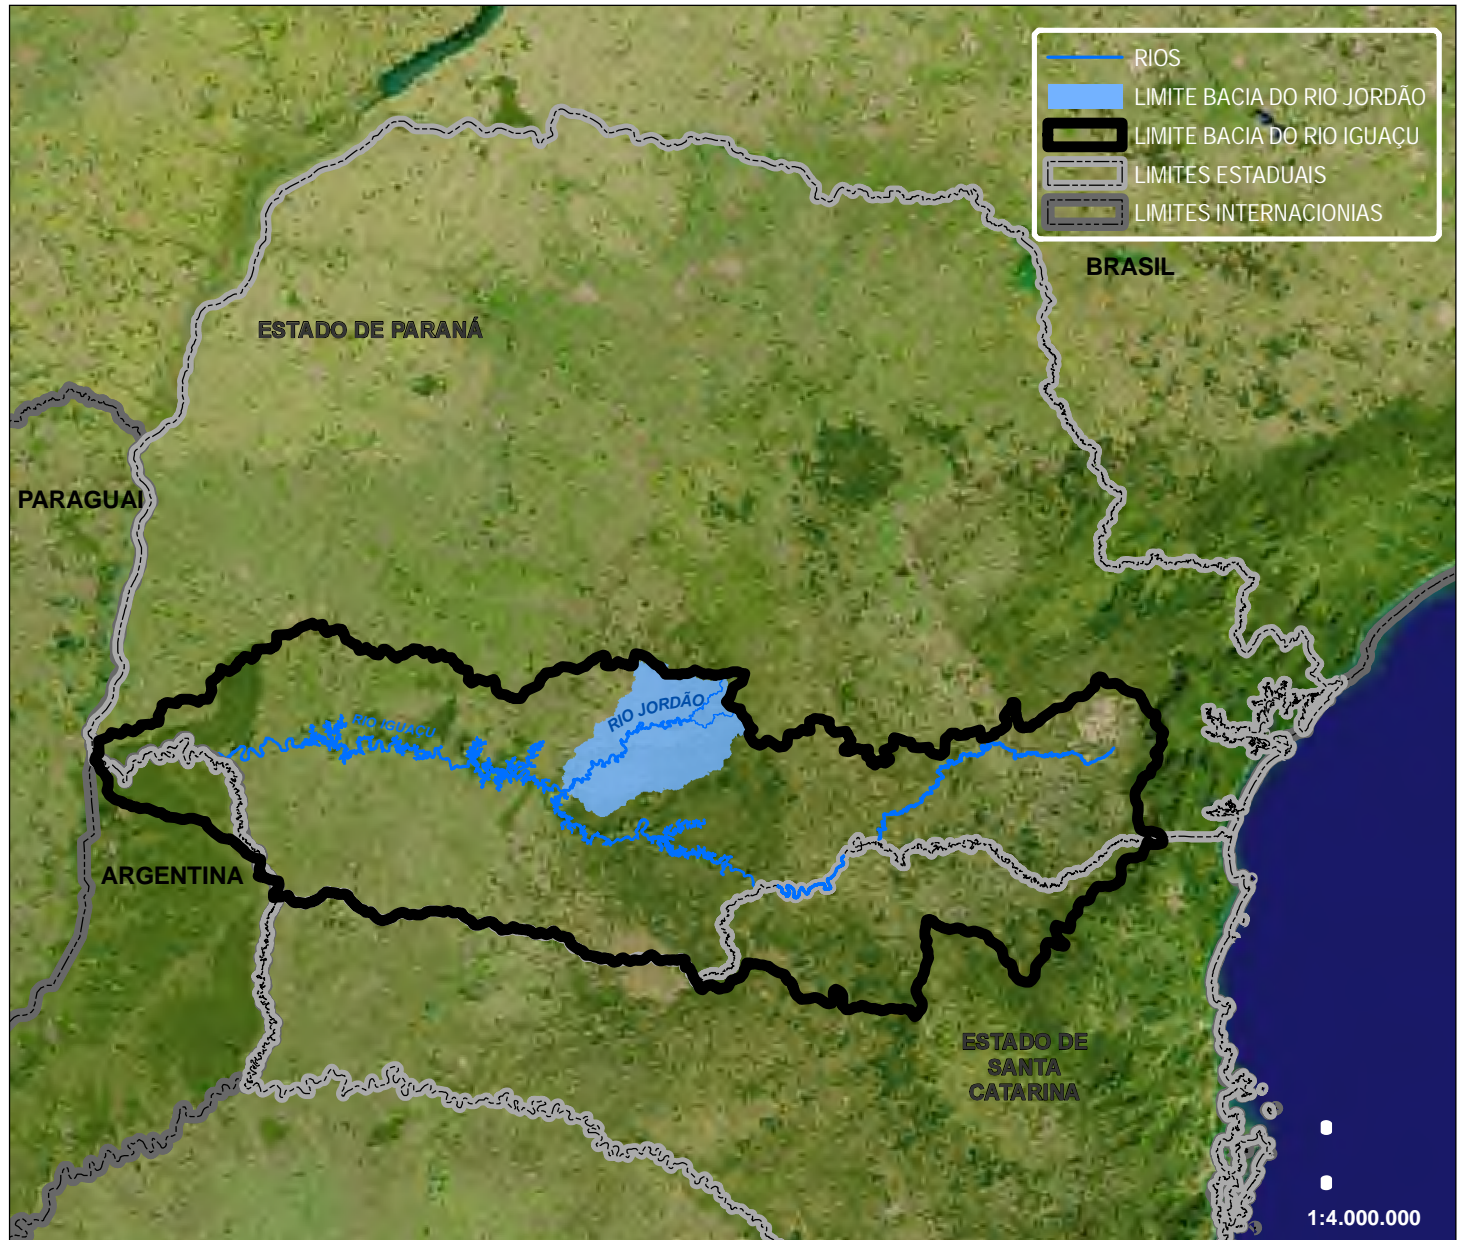 RIOS
LIMITE BACIA DO RIO JORDÃO
LIMITE BACIA DO RIO IGUAÇU
LIMITES ESTADUAIS
LIMITES INTERNACIONIAS
BRASIL
ESTADO DE PARANÁ
PARAGUAI
RIO JORDÃO
RIO IGUAÇU
ARGENTINA
ESTADO DE
SANTA
CATARINA
1:4.000.000